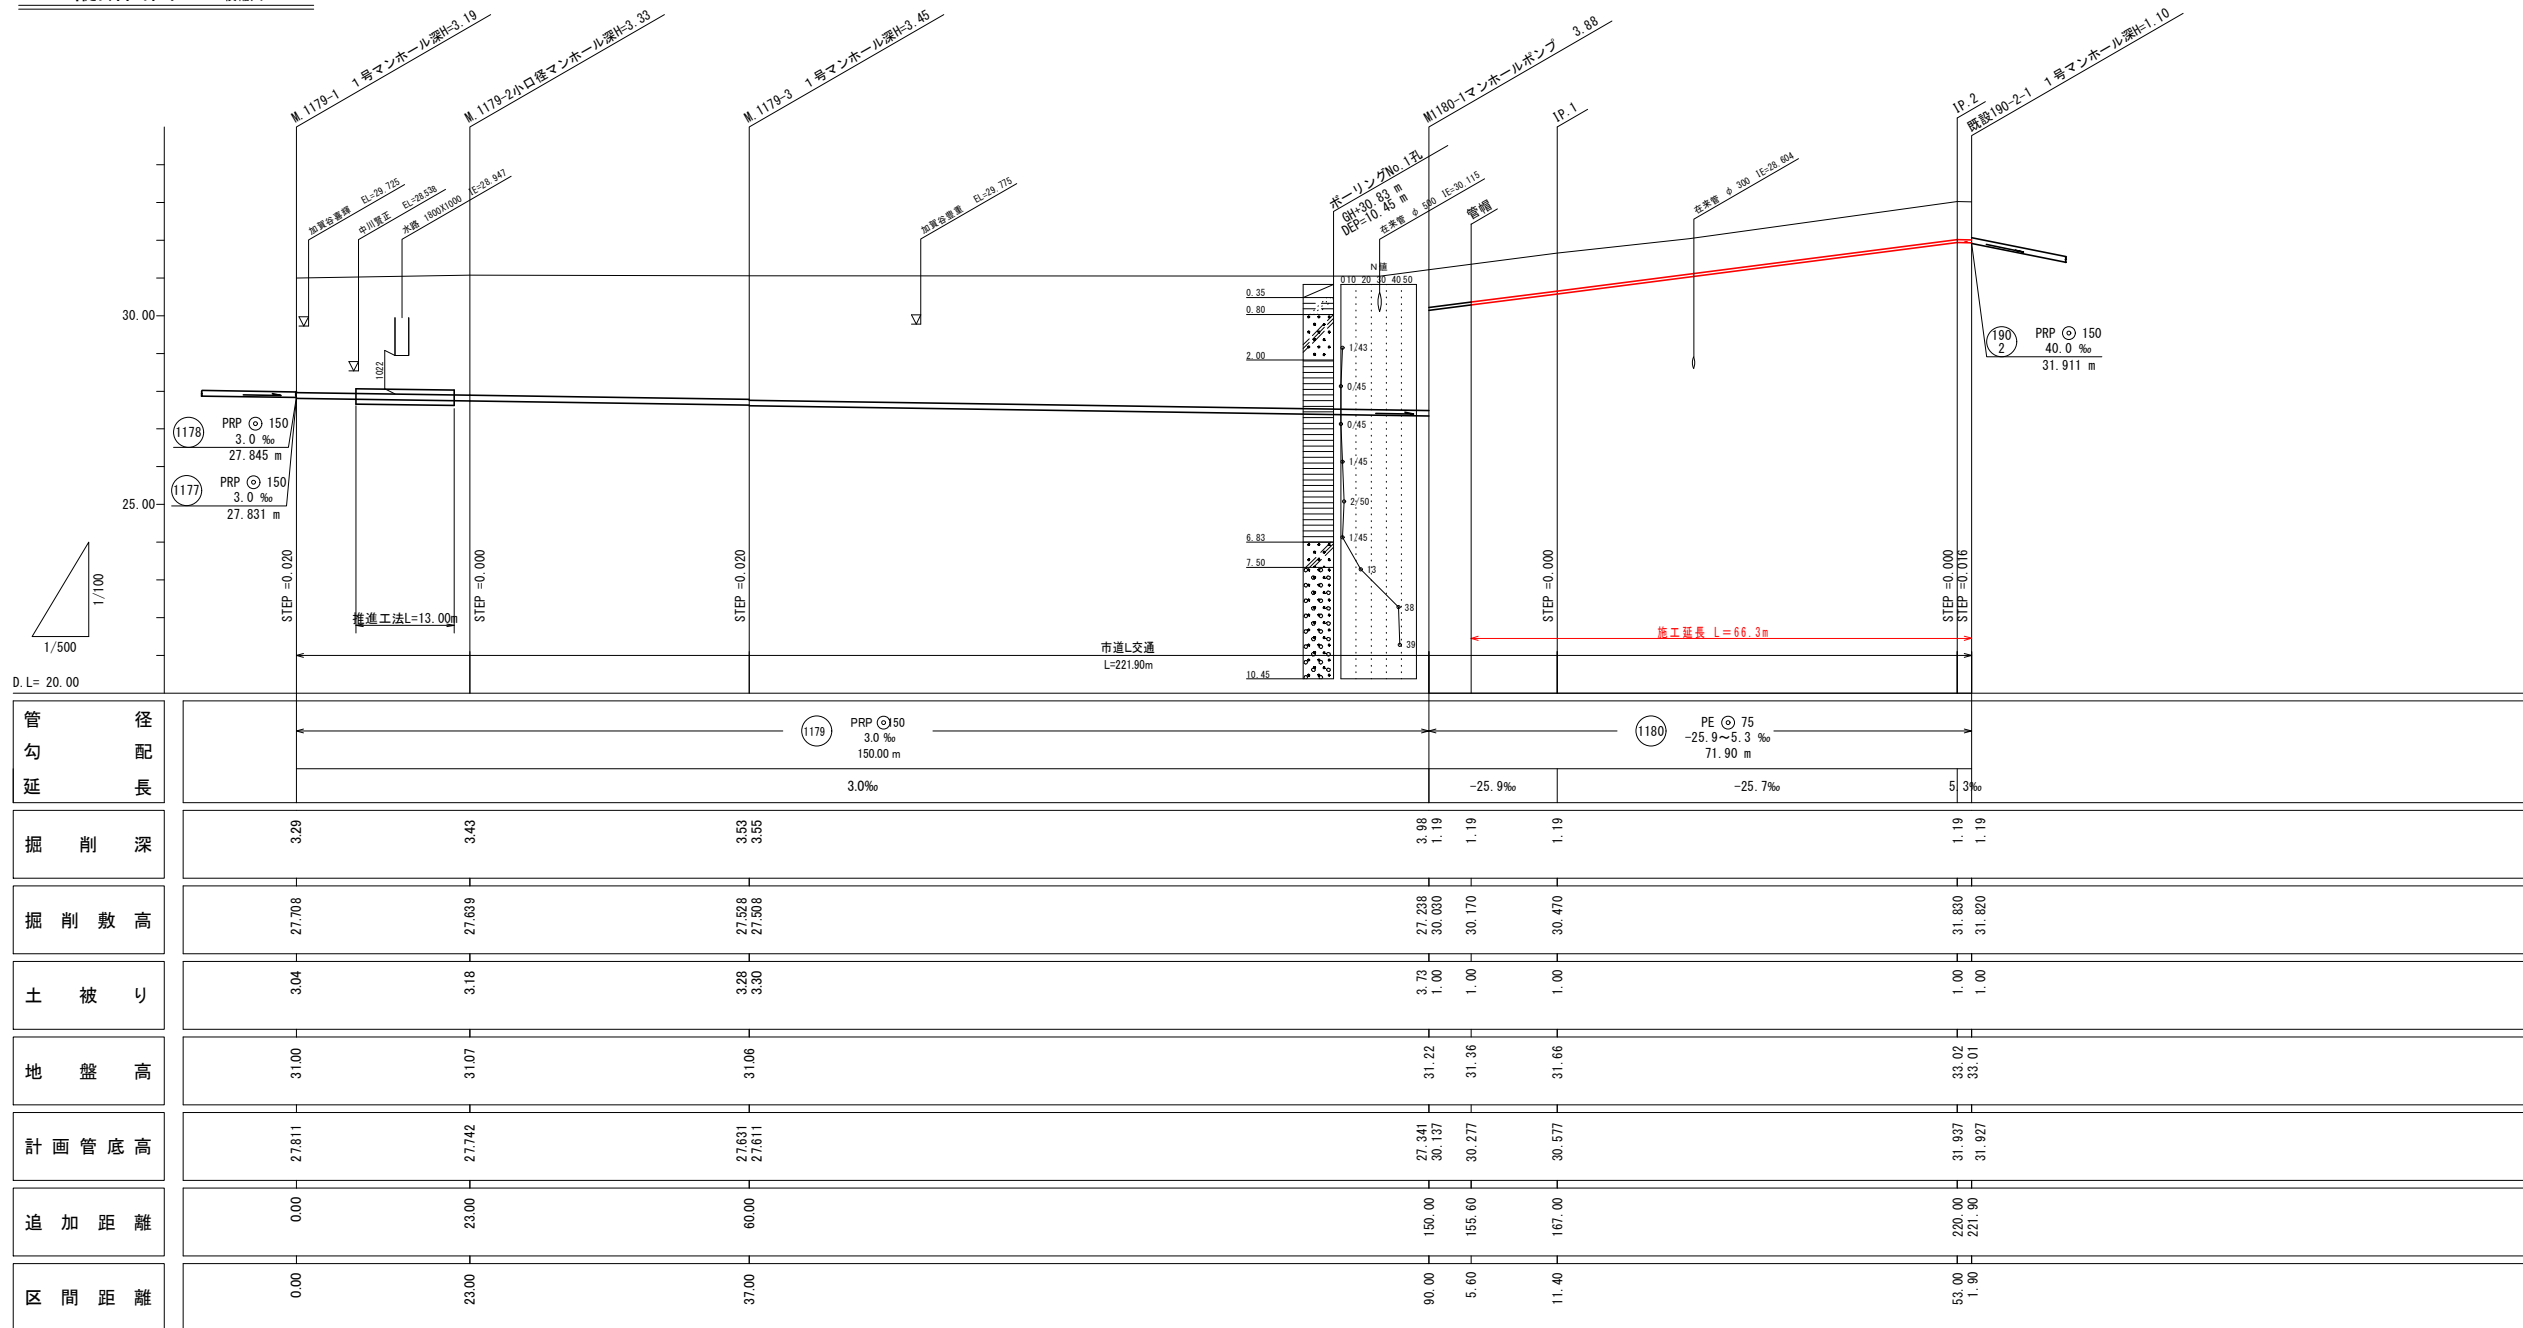 M.1179-1　1号マンホール深H=3.19
M.1179-2小口径マンホール深H=3.33
M.1179-3　1号マンホール深H=3.45
M1180-1マンホールポンプ　3.88
IP.1
IP.2
既設190-2-1　1号マンホール深H=1.10
加賀谷喜輝　EL=29.725
中川賢正　EL=28.538
水路 1800X1000　IE=28.947
加賀谷豊重　EL=29.775
ボーリングNo.1孔
GH=30.83 m
DEP=10.45 m
在来管 φ 500 IE=30.115
管帽
在来管 φ 300 IE=28.604
N値
0 10 20 30 40 50
0.35
0.80
2.00
6.83
7.50
10.45
1/43
0/45
0/45
1/45
2/50
1/45
13
38
39
30.00
25.00
1022
1178 PRP ◎ 150
3.0 ‰
27.845 m
1177 PRP ◎ 150
3.0 ‰
27.831 m
190
2
PRP ◎ 150
40.0 ‰
31.911 m
1/100
1/500
STEP =0.020
STEP =0.000
STEP =0.020
STEP =0.000
STEP =0.000
STEP =0.016
推進工法L=13.00m
施工延長 L=66.3m
市道L交通
L=221.90m
D.L= 20.00
管径
勾配
延長
1179 PRP ◎150
3.0 ‰
150.00 m
1180 PE ◎ 75
-25.9～5.3 ‰
71.90 m
3.0‰ -25.9‰ -25.7‰ 5.3‰
掘削深 3.29 3.43 3.53 3.55 3.98 1.19 1.19 1.19 1.19 1.19
掘削敷高 27.708 27.639 27.528 27.508 27.238 30.030 30.170 30.470 31.830 31.820
土被り 3.04 3.18 3.28 3.30 3.73 1.00 1.00 1.00 1.00 1.00
地盤高 31.00 31.07 31.06 31.22 31.36 31.66 33.02 33.01
計画管底高 27.811 27.742 27.631 27.611 27.341 30.137 30.277 30.577 31.937 31.927
追加距離 0.00 23.00 60.00 150.00 155.60 167.00 220.00 221.90
区間距離 0.00 23.00 37.00 90.00 5.60 11.40 53.00 1.90